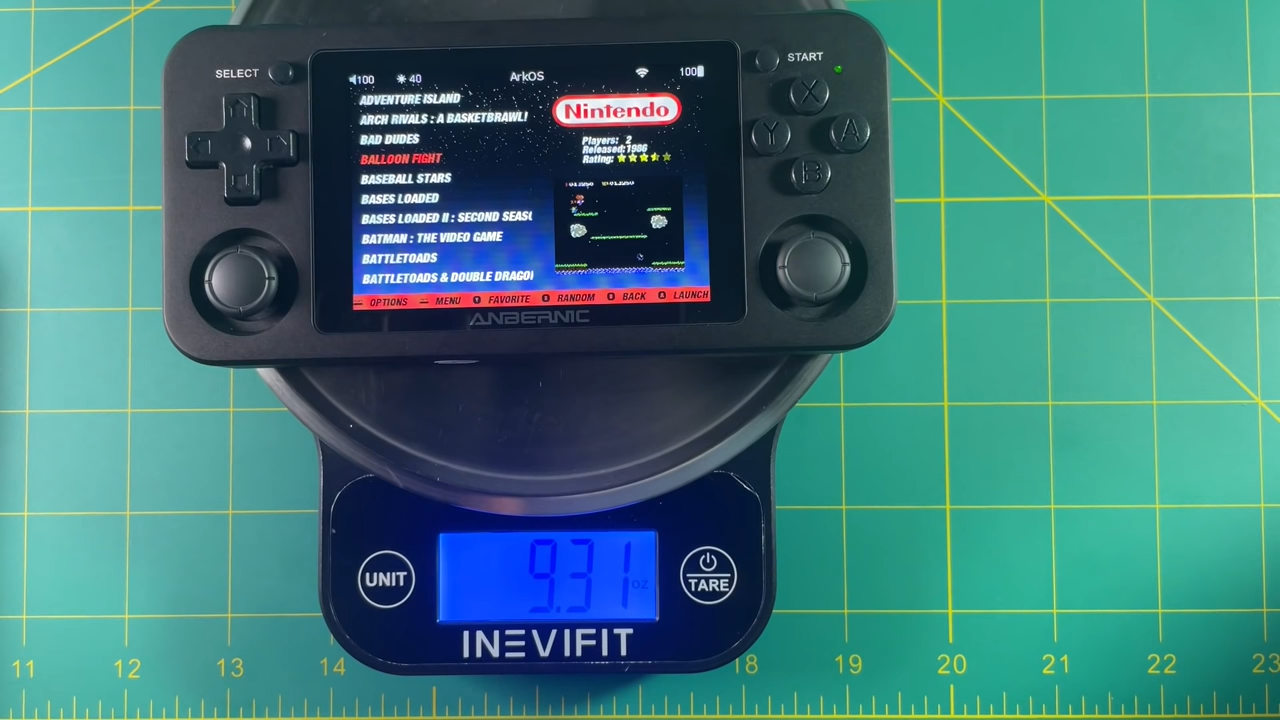 SELECT
START
100
40
ArkOS
100
ADVENTURE ISLAND
ARCH RIVALS : A BASKETBRAWL!
BAD DUDES
BALLOON FIGHT
BASEBALL STARS
BASES LOADED
BASES LOADED II : SECOND SEAS
BATMAN : THE VIDEO GAME
BATTLETOADS
BATTLETOADS & DOUBLE DRAGO
Nintendo
Players: 2
Released: 1986
Rating:
OPTIONS MENU Y FAVORITE X RANDOM B BACK A LAUNCH
ANBERNIC
X
Y
A
B
UNIT
9.31 oz
TARE
INEVIFIT
11 12 13 14 18 19 20 21 22 23